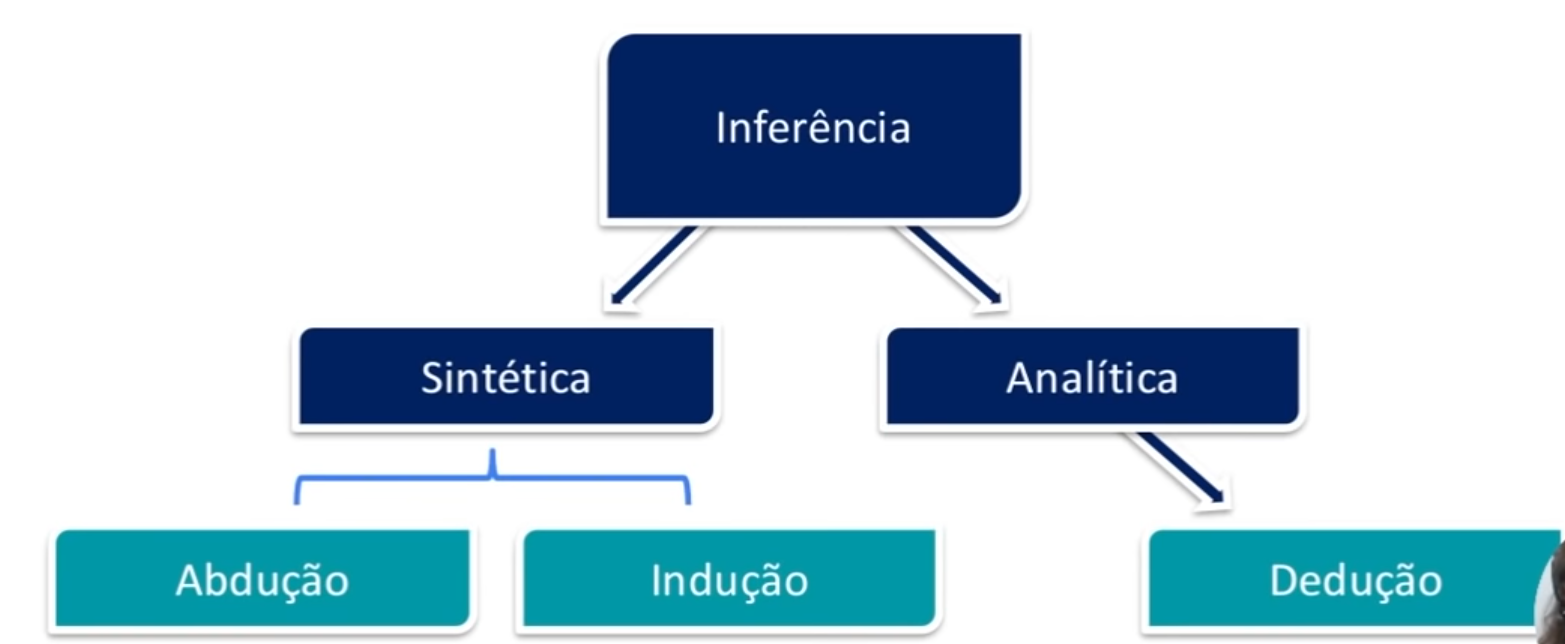 Inferência
Sintética
Analítica
Abdução
Indução
Dedução